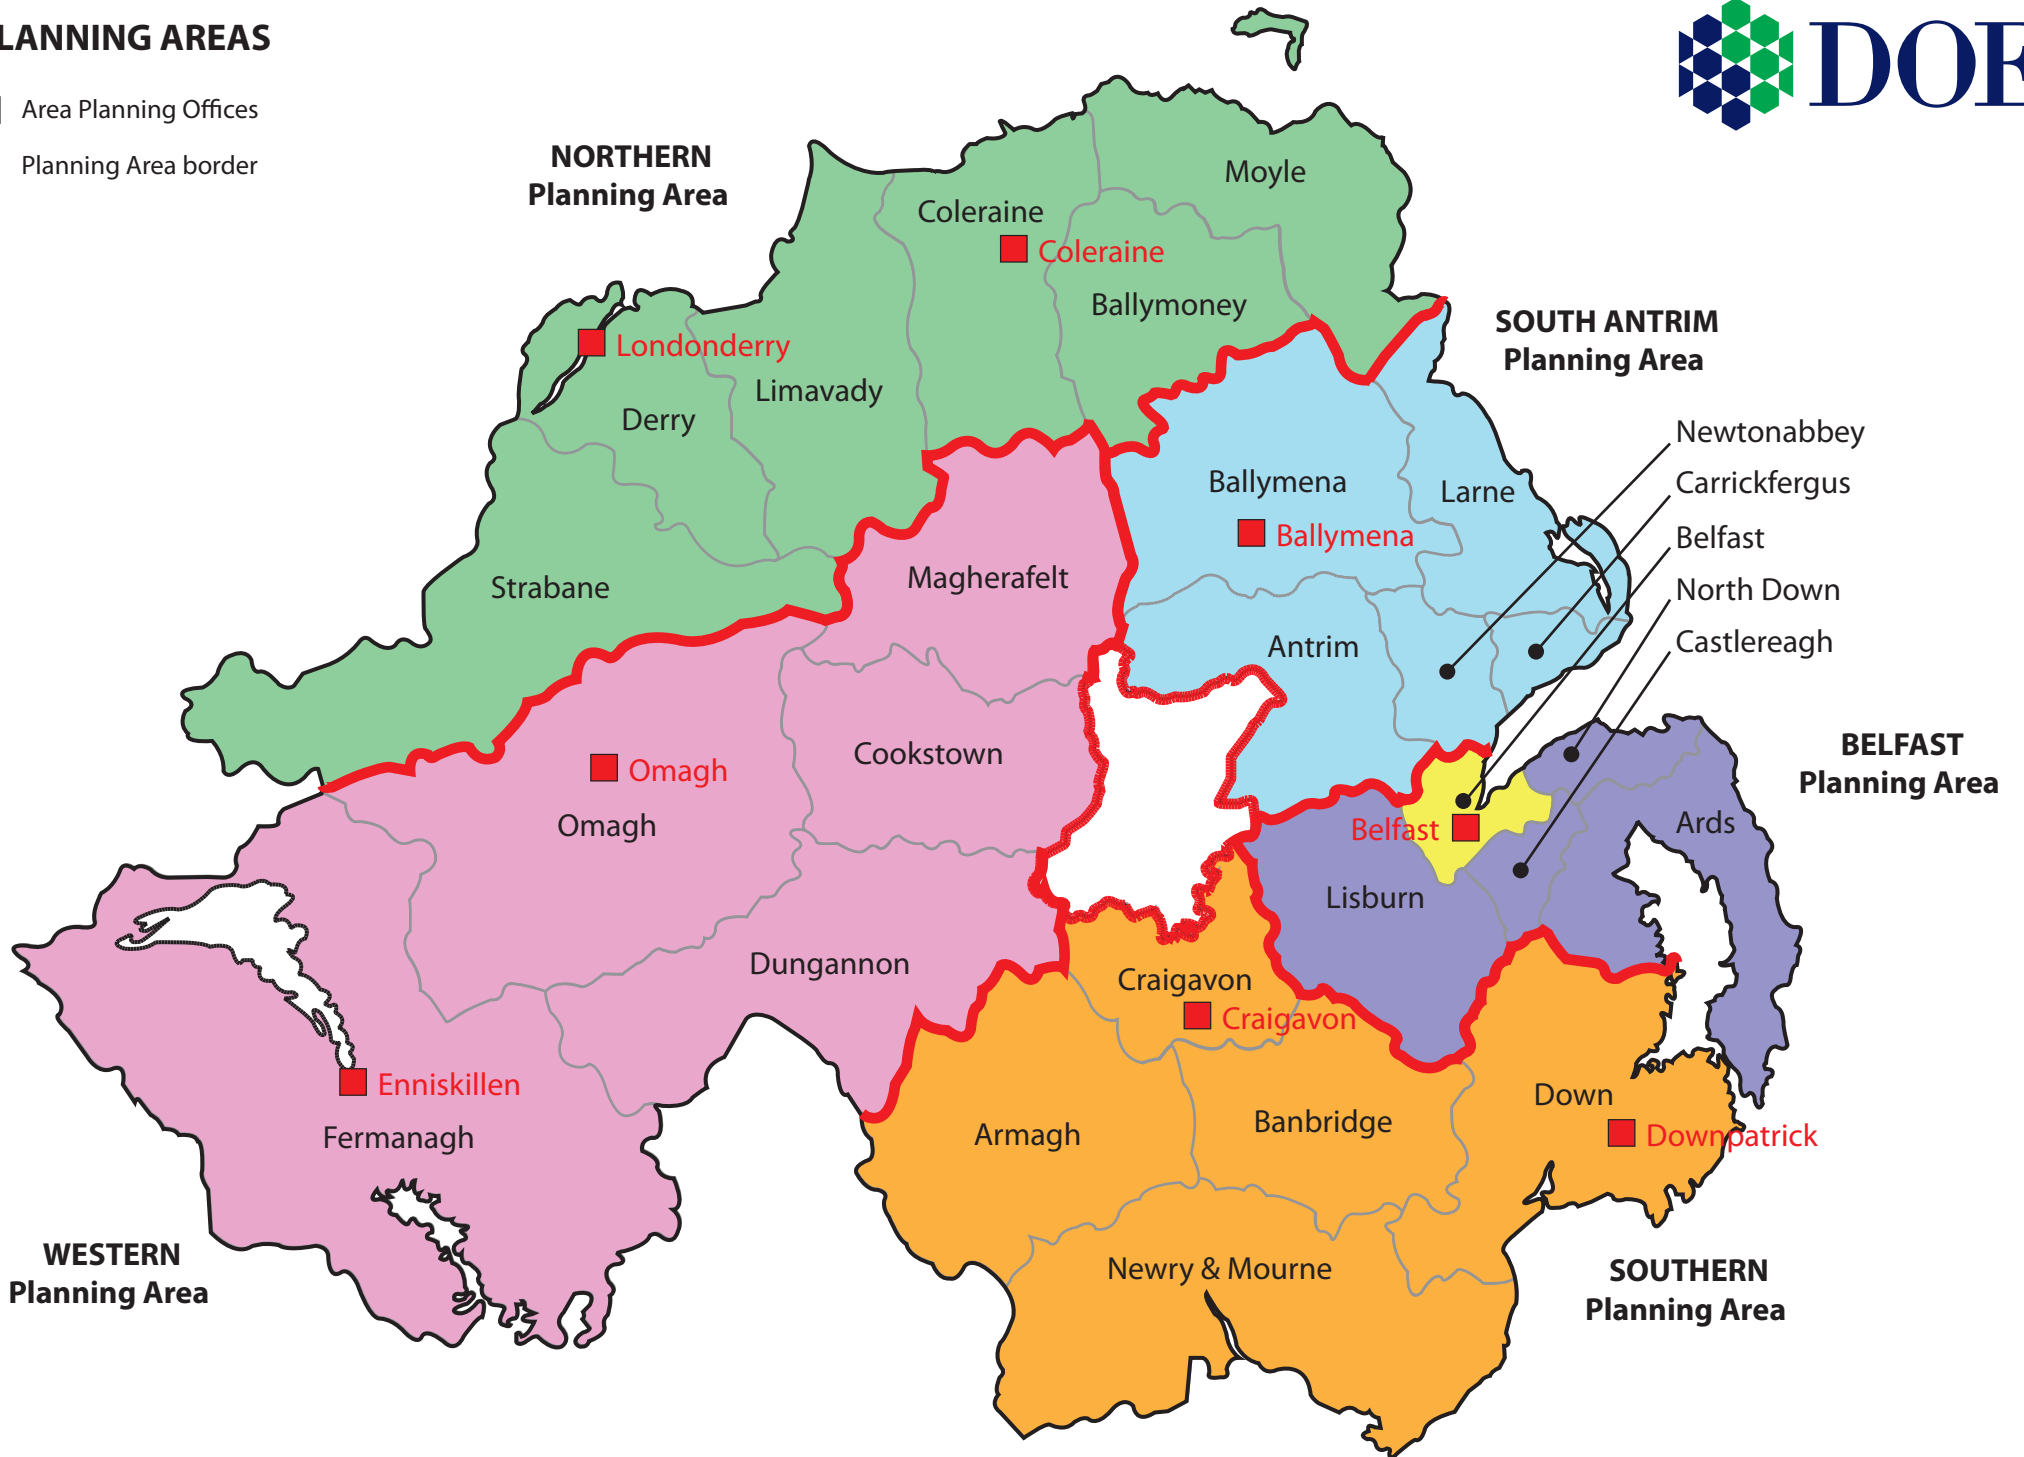 LANNING AREAS
Area Planning Offices
Planning Area border
DOE
NORTHERN
Planning Area
Moyle
Coleraine
Coleraine
Ballymoney
Londonderry
Limavady
Derry
SOUTH ANTRIM
Planning Area
Newtonabbey
Carrickfergus
Belfast
North Down
Castlereagh
Ballymena
Larne
Ballymena
Magherafelt
Strabane
Antrim
Cookstown
Omagh
Omagh
BELFAST
Planning Area
Ards
Belfast
Lisburn
Dungannon
Craigavon
Craigavon
Enniskillen
Fermanagh
Down
Downpatrick
Armagh
Banbridge
WESTERN
Planning Area
Newry & Mourne
SOUTHERN
Planning Area